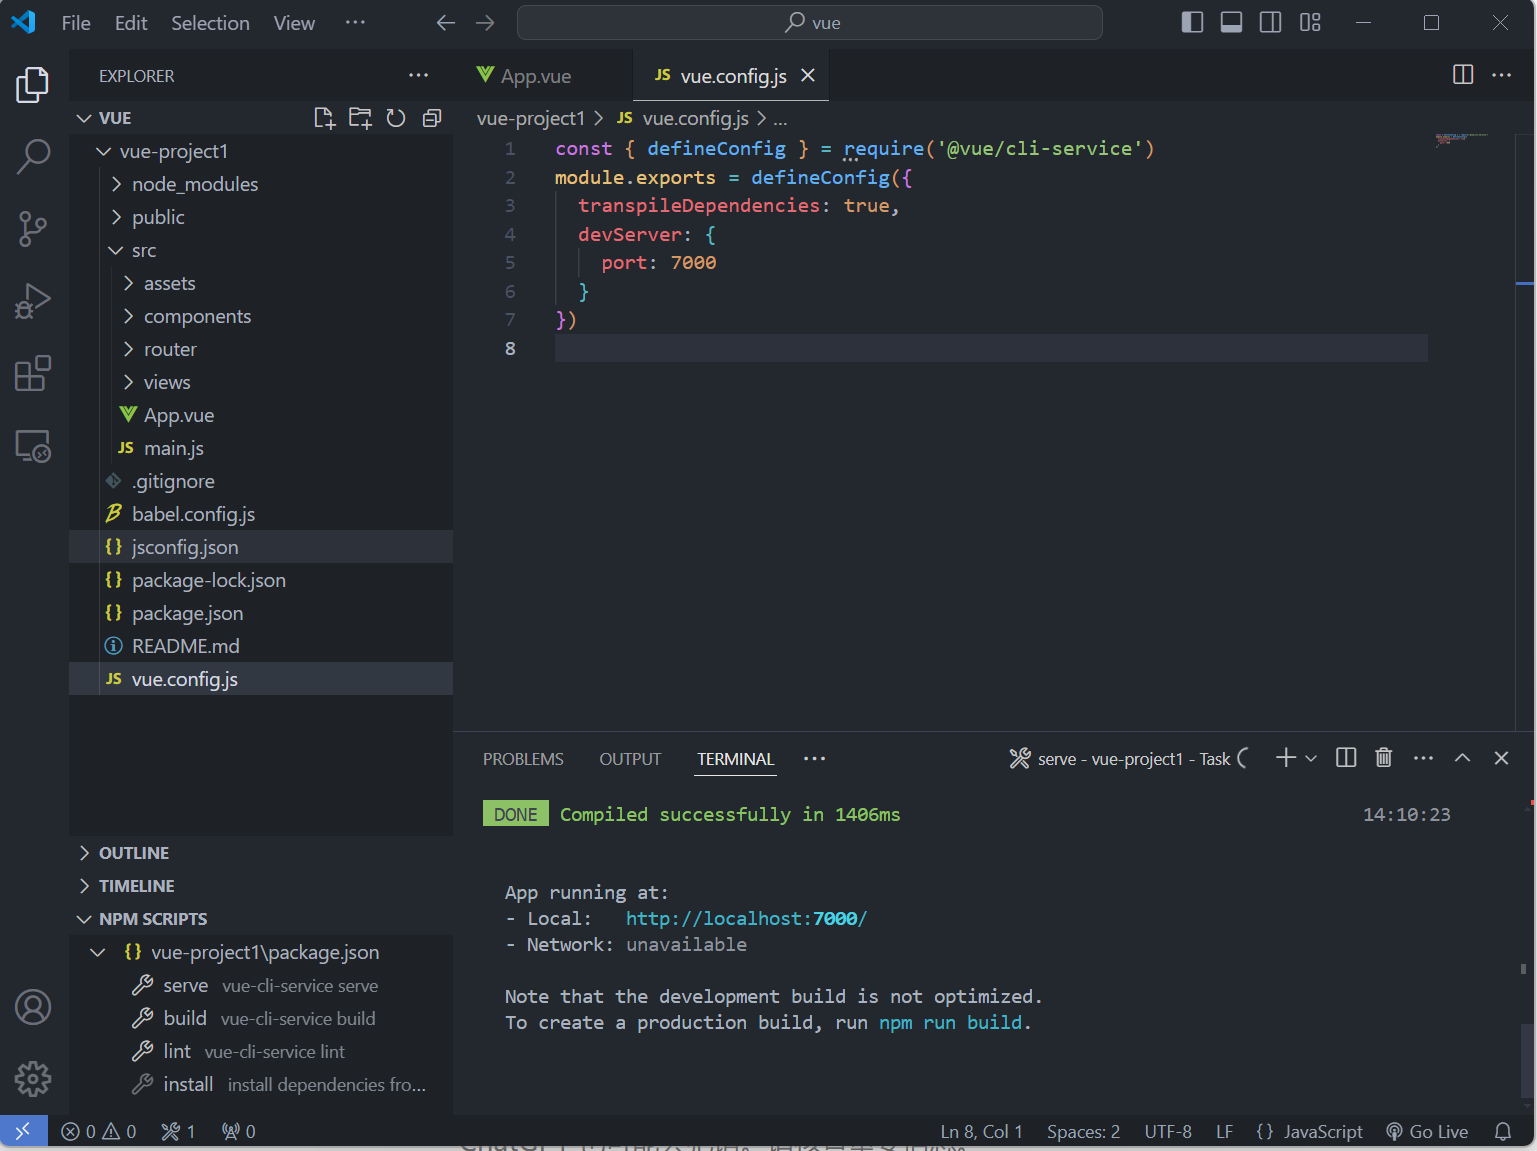 File Edit Selection View ··· vue
EXPLORER ···
App.vue JS vue.config.js
VUE
vue-project1 > JS vue.config.js > ...
vue-project1
node_modules
public
src
assets
components
router
views
App.vue
JS main.js
.gitignore
babel.config.js
{} jsconfig.json
{} package-lock.json
{} package.json
README.md
JS vue.config.js
1 const { defineConfig } = require('@vue/cli-service')
2 module.exports = defineConfig({
3 transpileDependencies: true,
4 devServer: {
5 port: 7000
6 }
7 })
8
PROBLEMS OUTPUT TERMINAL ··· serve - vue-project1 - Task
DONE Compiled successfully in 1406ms 14:10:23
App running at:
- Local: http://localhost:7000/
- Network: unavailable
Note that the development build is not optimized.
To create a production build, run npm run build.
OUTLINE
TIMELINE
NPM SCRIPTS
{} vue-project1\package.json
serve vue-cli-service serve
build vue-cli-service build
lint vue-cli-service lint
install install dependencies fro...
0 0 1 0 Ln 8, Col 1 Spaces: 2 UTF-8 LF {} JavaScript Go Live